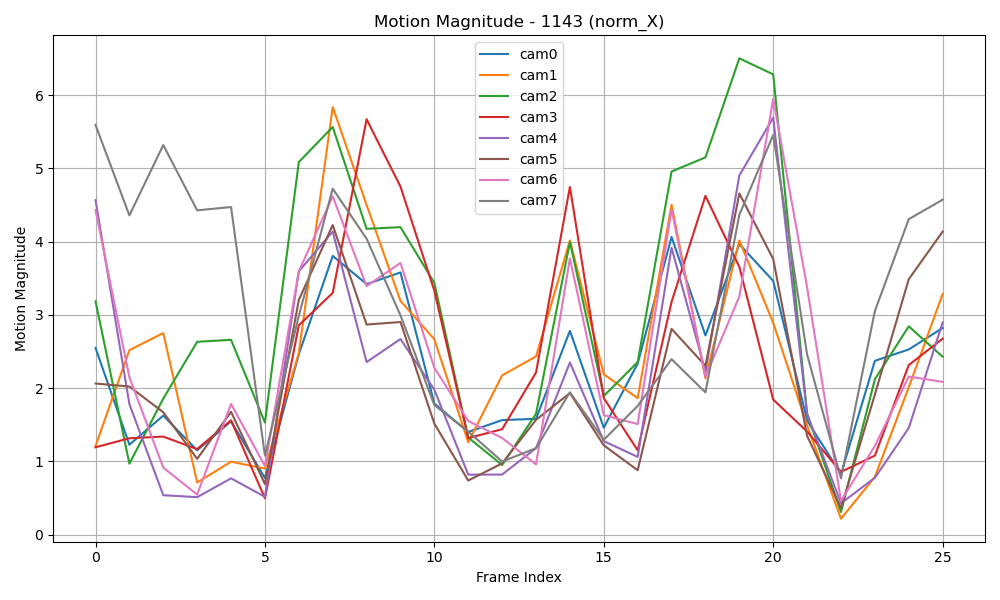 Motion Magnitude - 1143 (norm_X)
cam0
cam1
cam2
cam3
cam4
cam5
cam6
cam7
Motion Magnitude
6
5
4
3
2
1
0
0 5 10 15 20 25
Frame Index